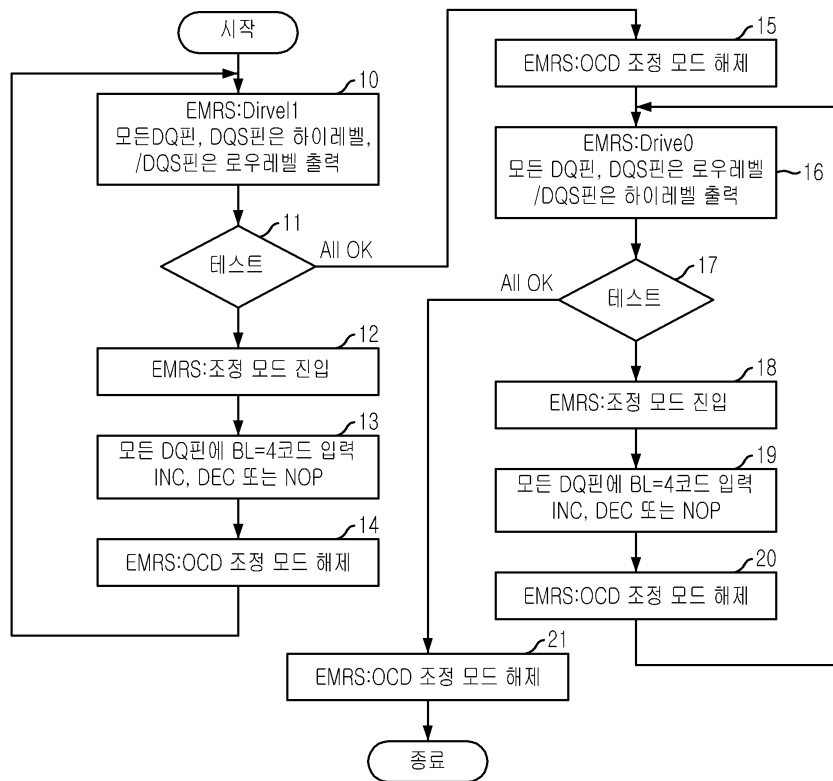 시작
10
EMRS:Dirvel1
모든DQ핀, DQS핀은 하이레벨,
/DQS핀은 로우레벨 출력
11
테스트
All OK
12
EMRS:조정 모드 진입
13
모든 DQ핀에 BL=4코드 입력
INC, DEC 또는 NOP
14
EMRS:OCD 조정 모드 해제
15
EMRS:OCD 조정 모드 해제
EMRS:Drive0
모든 DQ핀, DQS핀은 로우레벨
/DQS핀은 하이레벨 출력
16
17
All OK
테스트
18
EMRS:조정 모드 진입
19
모든 DQ핀에 BL=4코드 입력
INC, DEC 또는 NOP
20
EMRS:OCD 조정 모드 해제
21
EMRS:OCD 조정 모드 해제
종료